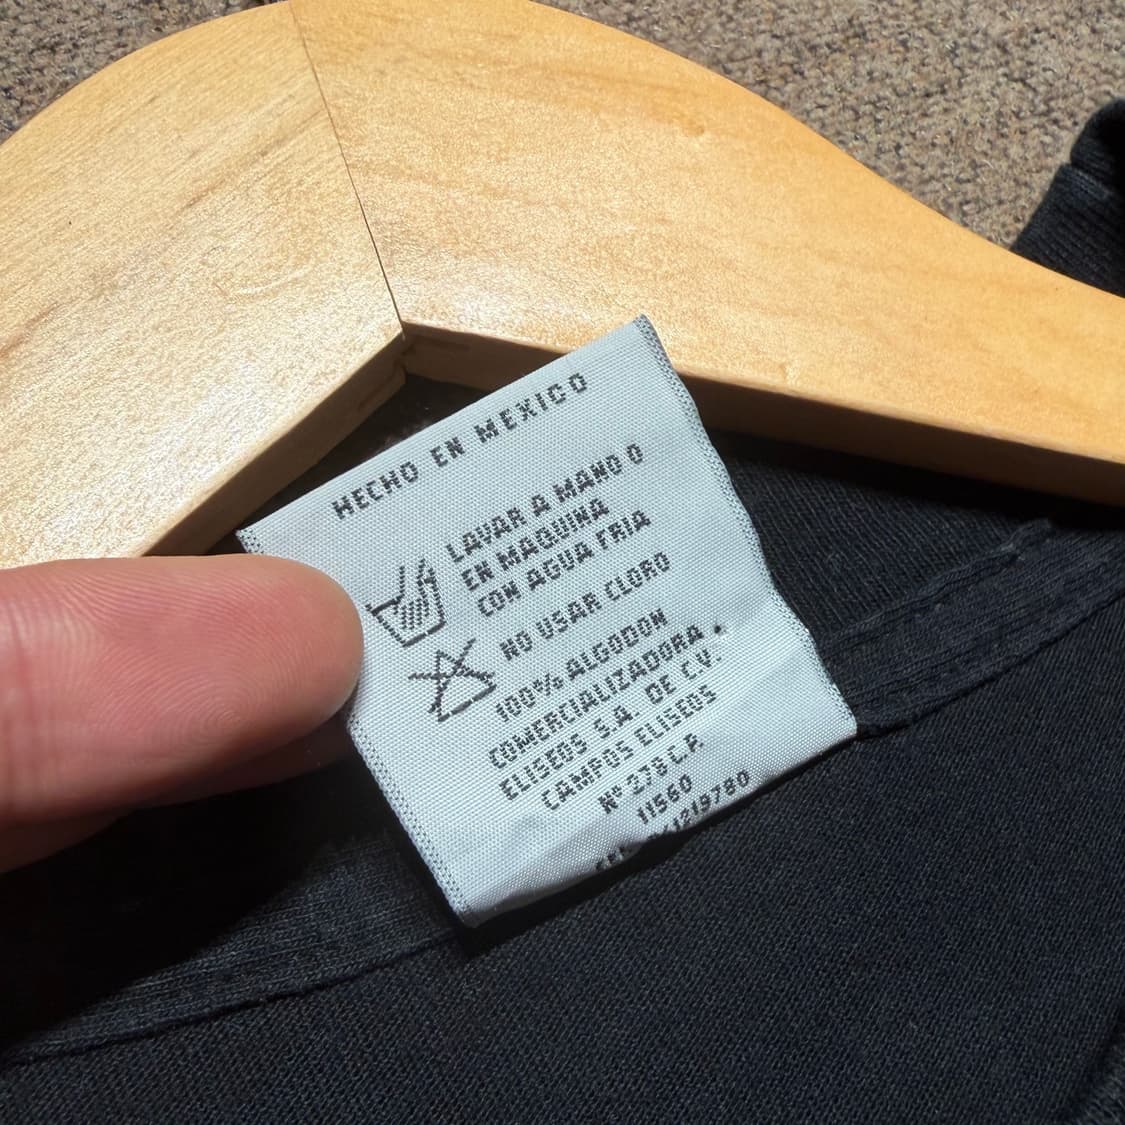 HECHO EN MEXICO
LAVAR A MANO O
EN MAQUINA
CON AGUA FRIA
NO USAR CLORO
100% ALGODON
COMERCIALIZADORA
ELISEOS S.A. DE C.V.
CAMPOS ELISEOS
Nº 278 C.P.
11560